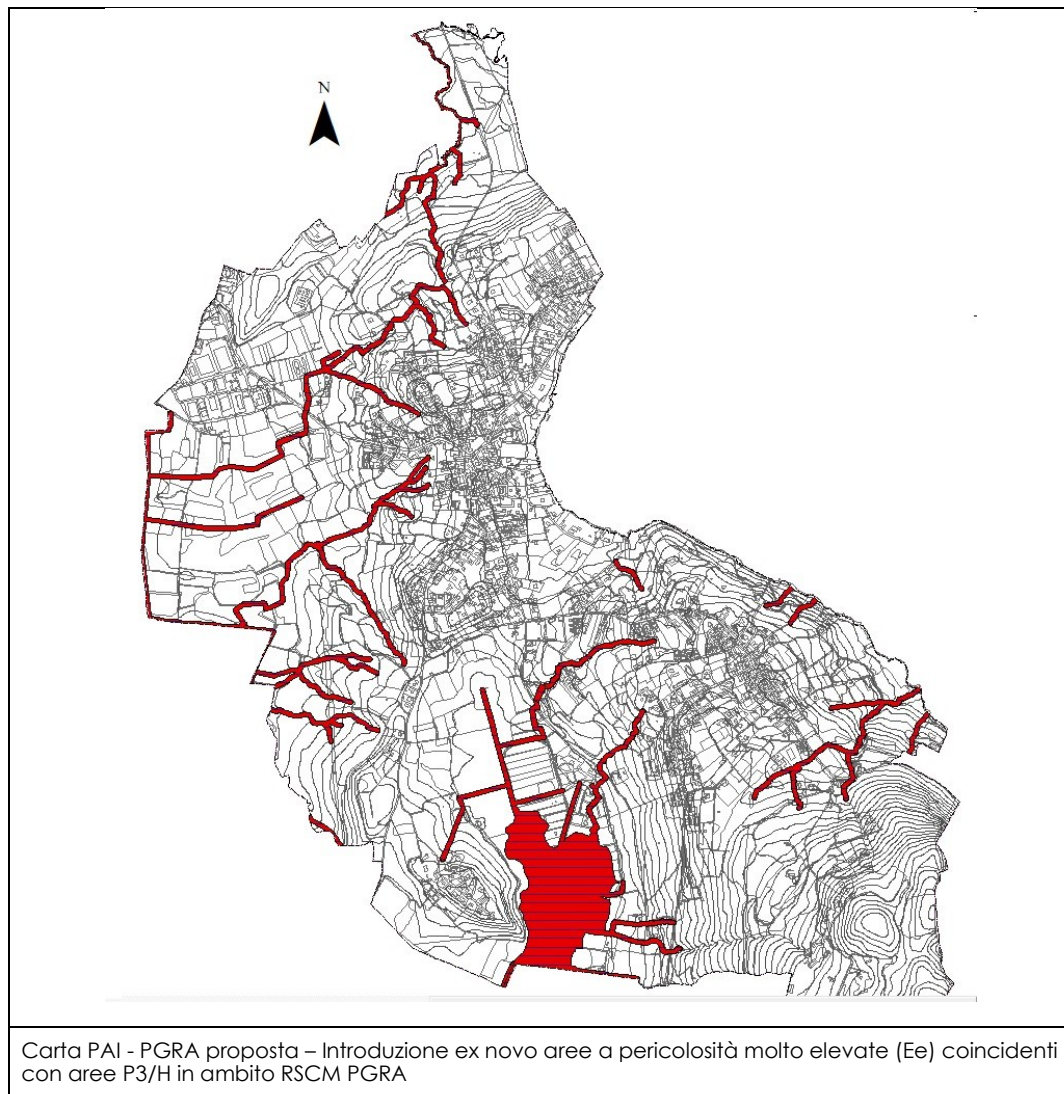 N
Carta PAI - PGRA proposta – Introduzione ex novo aree a pericolosità molto elevate (Ee) coincidenti
con aree P3/H in ambito RSCM PGRA